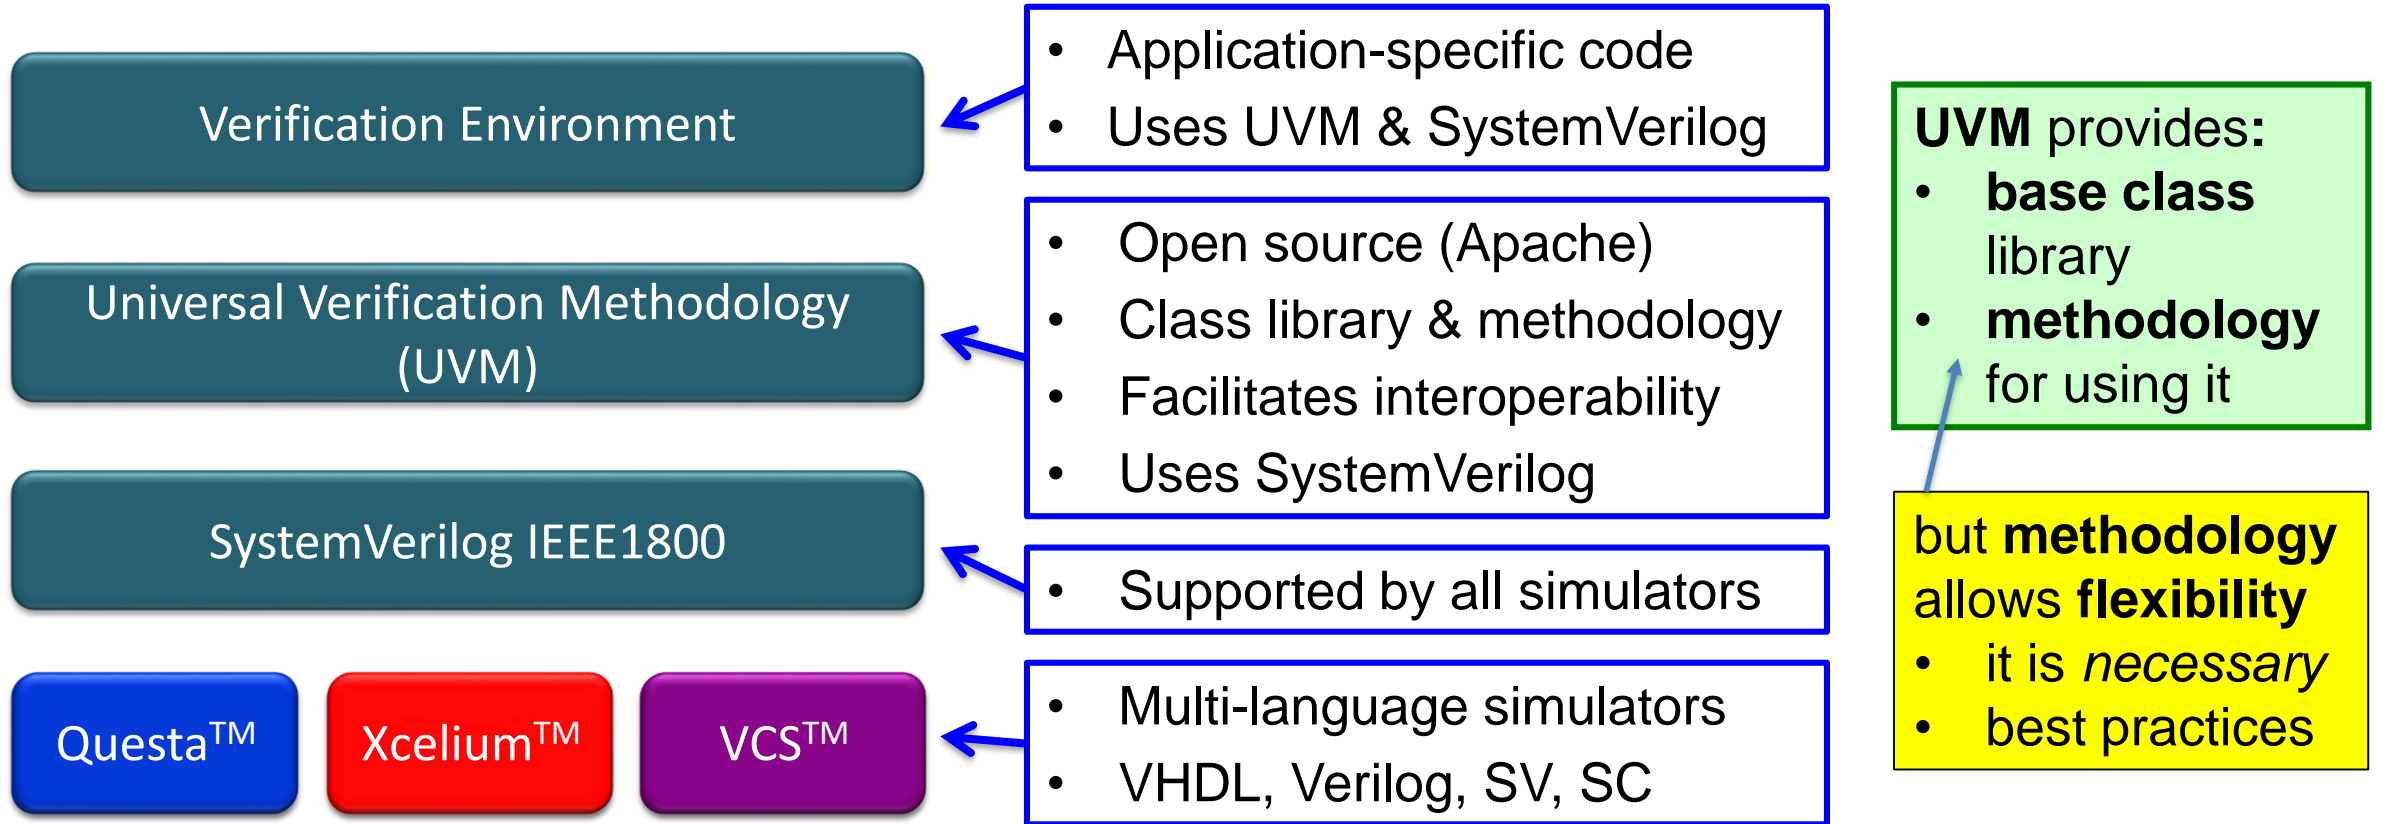 Verification Environment
• Application-specific code
• Uses UVM & SystemVerilog
Universal Verification Methodology
(UVM)
• Open source (Apache)
• Class library & methodology
• Facilitates interoperability
• Uses SystemVerilog
SystemVerilog IEEE1800
• Supported by all simulators
Questa™
Xcelium™
VCS™
• Multi-language simulators
• VHDL, Verilog, SV, SC
UVM provides:
• base class
library
• methodology
for using it
but methodology
allows flexibility
• it is necessary
• best practices